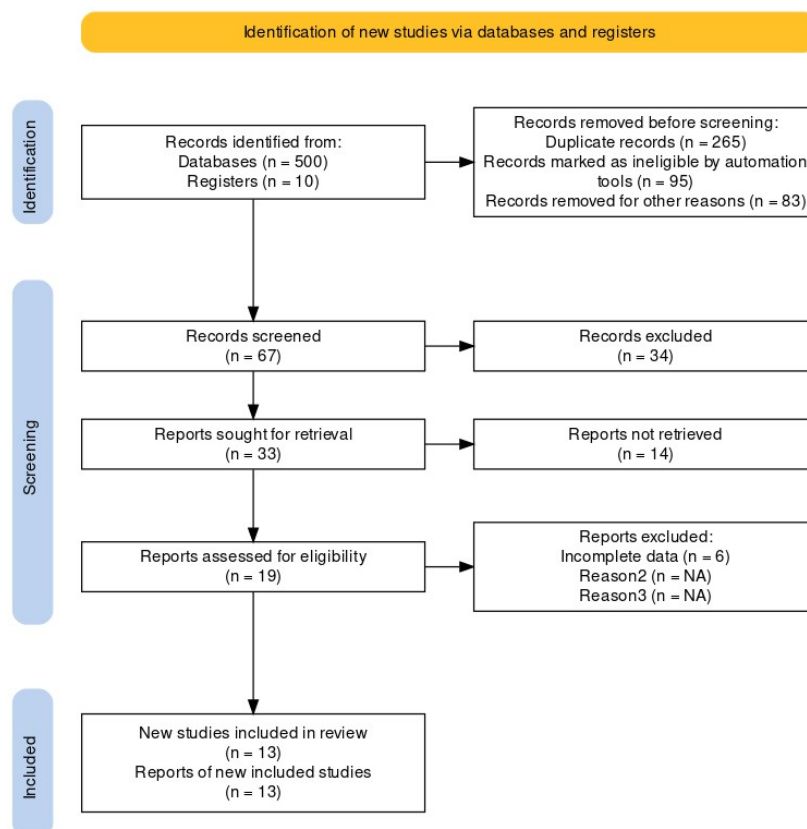 Identification of new studies via databases and registers
Identification
Records identified from:
Databases (n = 500)
Registers (n = 10)
Records removed before screening:
Duplicate records (n = 265)
Records marked as ineligible by automation
tools (n = 95)
Records removed for other reasons (n = 83)
Screening
Records screened
(n = 67)
Records excluded
(n = 34)
Reports sought for retrieval
(n = 33)
Reports not retrieved
(n = 14)
Reports assessed for eligibility
(n = 19)
Reports excluded:
Incomplete data (n = 6)
Reason2 (n = NA)
Reason3 (n = NA)
Included
New studies included in review
(n = 13)
Reports of new included studies
(n = 13)